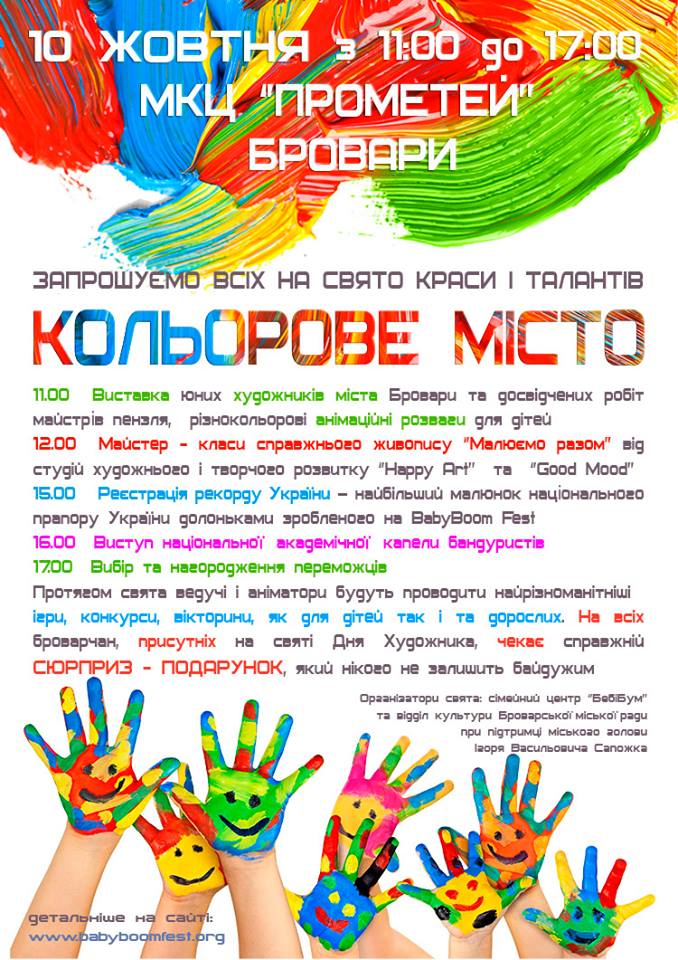 10 ЖОВТНЯ з 11:00 до 17:00
МКЦ "ПРОМЕТЕЙ"
БРОВАРИ
ЗАПРОШУЄМО ВСІХ НА СВЯТО КРАСИ І ТАЛАНТІВ
КОЛЬОРОВЕ МІСТО
11.00 Виставка юних художників міста Бровари та досвідчених робіт
майстрів пензля, різнокольорові анімаційні розваги для дітей
12.00 Майстер - класи справжнього живопису "Малюємо разом" від
студій художнього і творчого розвитку "Happy Art" та "Good Mood"
15.00 Реєстрація рекорду України – найбільший малюнок національного
прапору України долоньками зробленого на BabyBoom Fest
16.00 Виступ національної академічної капели бандуристів
17.00 Вибір та нагородження переможців
Протягом свята ведучі і аніматори будуть проводити найрізноманітніші
ігри, конкурси, вікторини, як для дітей так і та дорослих. На всіх
броварчан, присутніх на святі Дня Художника, чекає справжній
СЮРПРИЗ - ПОДАРУНОК, який нікого не залишить байдужим
Організатори свята: сімейний центр "БебіБум"
та відділ культури Броварської міської ради
при підтримці міського голови
Ігоря Васильовича Сапожка
детальніше на сайті:
www.babyboomfest.org